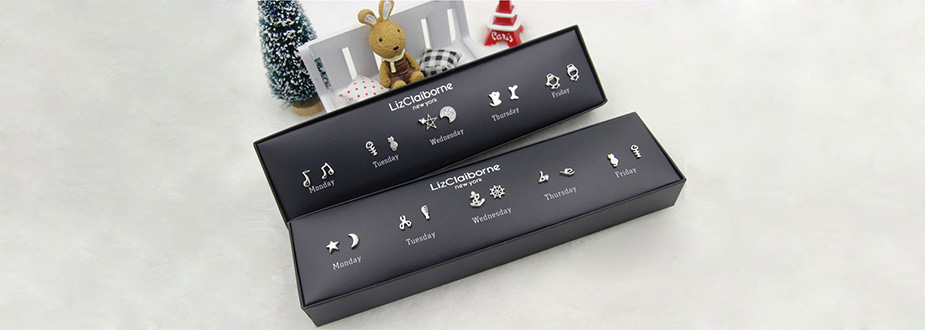 Paris
LizClaiborne
new york
Monday
Tuesday
Wednesday
Thursday
Friday
LizClaiborne
new york
Monday
Tuesday
Wednesday
Thursday
Friday